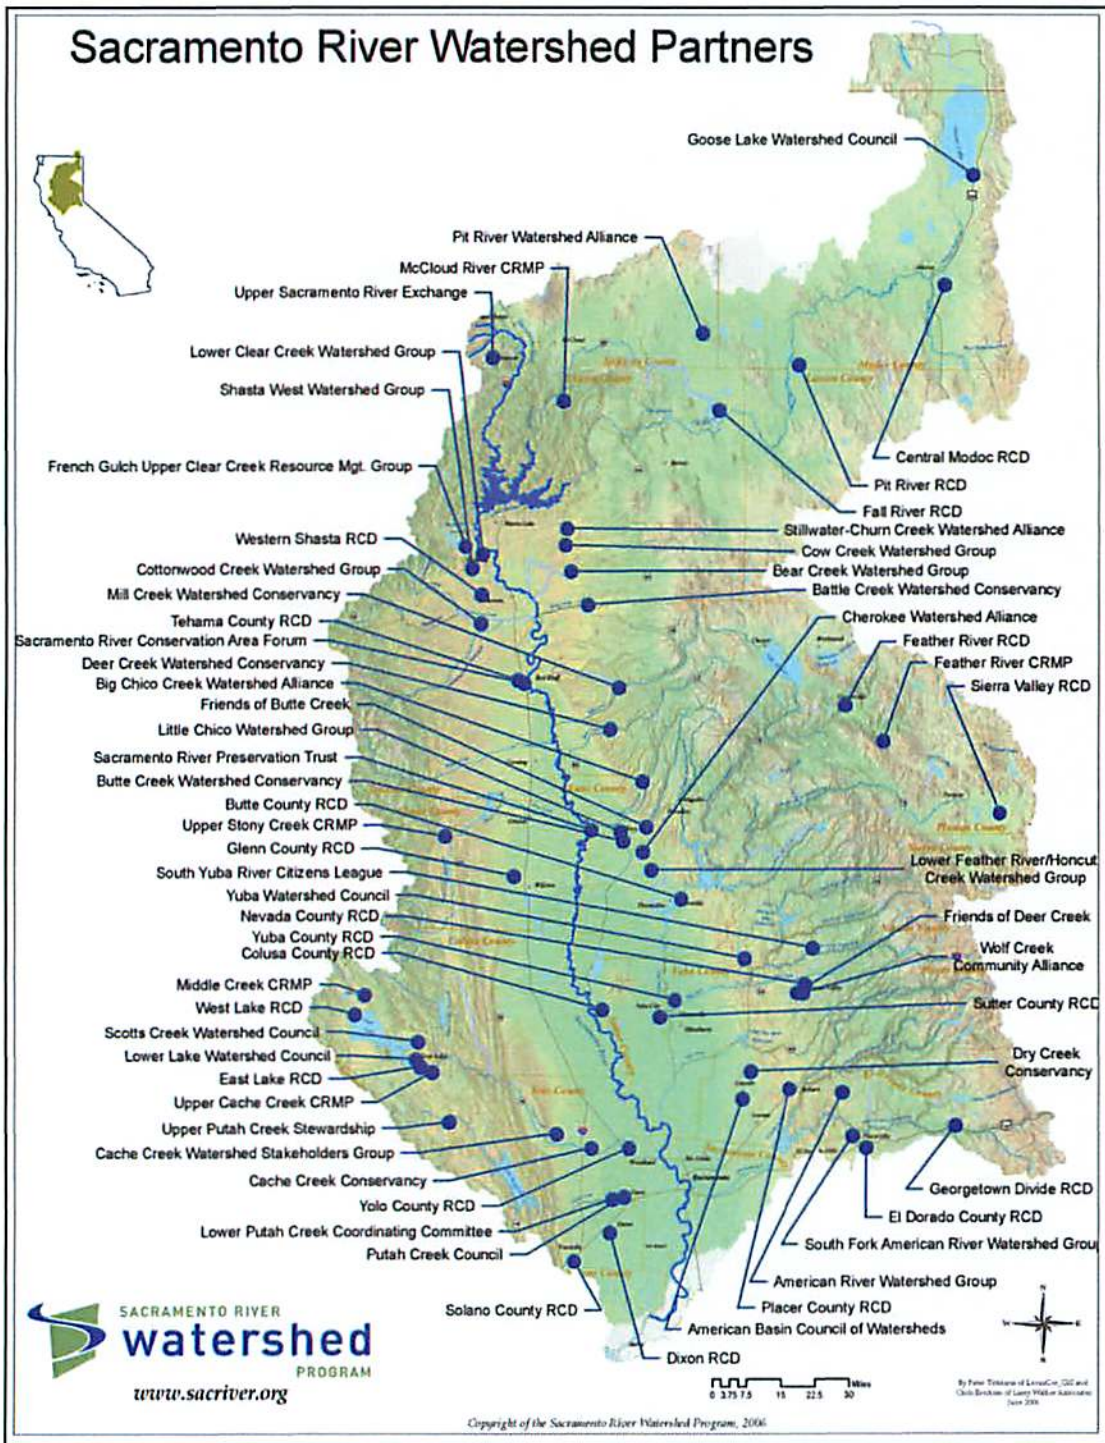 Sacramento River Watershed Partners
Goose Lake Watershed Council
Pit River Watershed Alliance
McCloud River CRMP
Upper Sacramento River Exchange
Lower Clear Creek Watershed Group
Shasta West Watershed Group
French Gulch Upper Clear Creek Resource Mgt. Group
Central Modoc RCD
Pit River RCD
Fall River RCD
Stillwater-Churn Creek Watershed Alliance
Western Shasta RCD
Cow Creek Watershed Group
Cottonwood Creek Watershed Group
Bear Creek Watershed Group
Mill Creek Watershed Conservancy
Battle Creek Watershed Conservancy
Tehama County RCD
Cherokee Watershed Alliance
Sacramento River Conservation Area Forum
Feather River RCD
Deer Creek Watershed Conservancy
Feather River CRMP
Big Chico Creek Watershed Alliance
Sierra Valley RCD
Friends of Butte Creek
Little Chico Watershed Group
Sacramento River Preservation Trust
Butte Creek Watershed Conservancy
Butte County RCD
Upper Stony Creek CRMP
Glenn County RCD
Lower Feather River/Honcut
Creek Watershed Group
South Yuba River Citizens League
Yuba Watershed Council
Nevada County RCD
Friends of Deer Creek
Yuba County RCD
Colusa County RCD
Wolf Creek
Community Alliance
Middle Creek CRMP
West Lake RCD
Sutter County RCD
Scotts Creek Watershed Council
Lower Lake Watershed Council
East Lake RCD
Upper Cache Creek CRMP
Dry Creek
Conservancy
Upper Putah Creek Stewardship
Cache Creek Watershed Stakeholders Group
Cache Creek Conservancy
Yolo County RCD
Georgetown Divide RCD
Lower Putah Creek Coordinating Committee
El Dorado County RCD
Putah Creek Council
South Fork American River Watershed Grou
American River Watershed Group
Solano County RCD
Placer County RCD
American Basin Council of Watersheds
Dixon RCD
SACRAMENTO RIVER
watershed
PROGRAM
www.sacriver.org
N
W E
S
Miles
0 3.75 7.5 15 22.5 30
Copyright of the Sacramento River Watershed Program, 2006